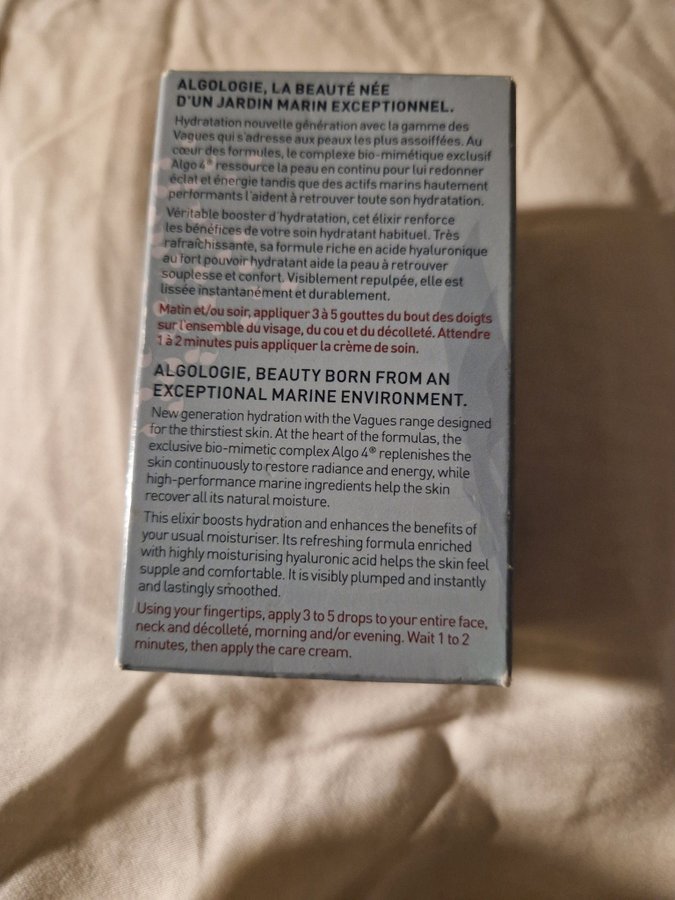 ALGOLOGIE, LA BEAUTÉ NÉE
D'UN JARDIN MARIN EXCEPTIONNEL.
Hydratation nouvelle génération avec la gamme des
Vagues qui s'adresse aux peaux les plus assoiffées. Au
cœur des formules, le complexe bio-mimétique exclusif
Algo 4® ressource la peau en continu pour lui redonner
éclat et énergie tandis que des actifs marins hautement
performants l'aident à retrouver toute son hydratation.
Véritable booster d'hydratation, cet élixir renforce
les bénéfices de votre soin hydratant habituel. Très
rafraîchissante, sa formule riche en acide hyaluronique
au fort pouvoir hydratant aide la peau à retrouver
souplesse et confort. Visiblement repulpée, elle est
lissée instantanément et durablement.
Matin et/ou soir, appliquer 3 à 5 gouttes du bout des doigts
sur l'ensemble du visage, du cou et du décolleté. Attendre
1 à 2 minutes puis appliquer la crème de soin.
ALGOLOGIE, BEAUTY BORN FROM AN
EXCEPTIONAL MARINE ENVIRONMENT.
New generation hydration with the Vagues range designed
for the thirstiest skin. At the heart of the formulas, the
exclusive bio-mimetic complex Algo 4® replenishes the
skin continuously to restore radiance and energy, while
high-performance marine ingredients help the skin
recover all its natural moisture.
This elixir boosts hydration and enhances the benefits of
your usual moisturiser. Its refreshing formula enriched
with highly moisturising hyaluronic acid helps the skin feel
supple and comfortable. It is visibly plumped and instantly
and lastingly smoothed.
Using your fingertips, apply 3 to 5 drops to your entire face,
neck and décolleté, morning and/or evening. Wait 1 to 2
minutes, then apply the care cream.